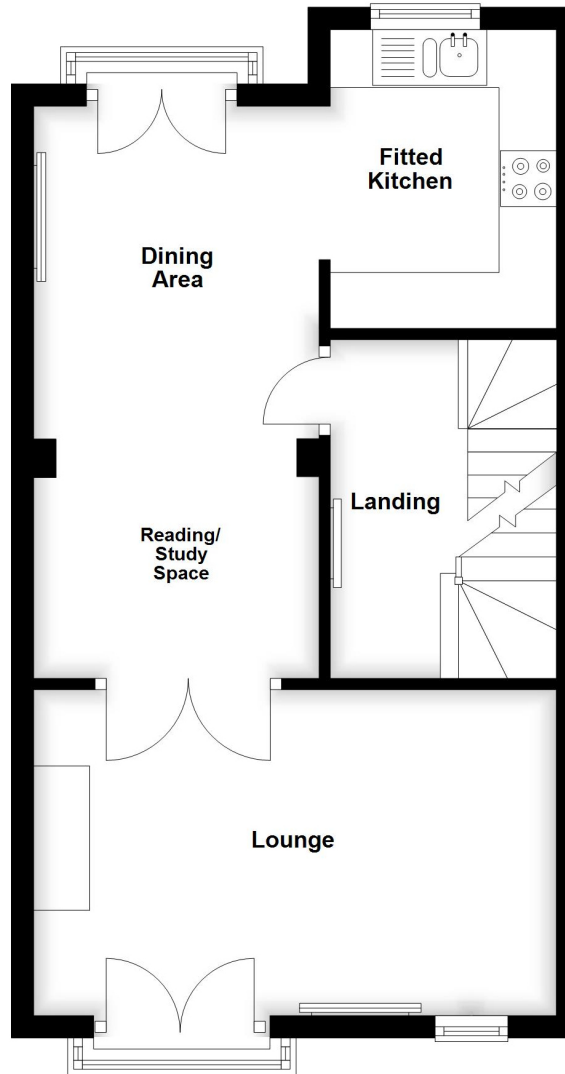 Fitted
Kitchen
Dining
Area
Landing
Reading/
Study
Space
Lounge